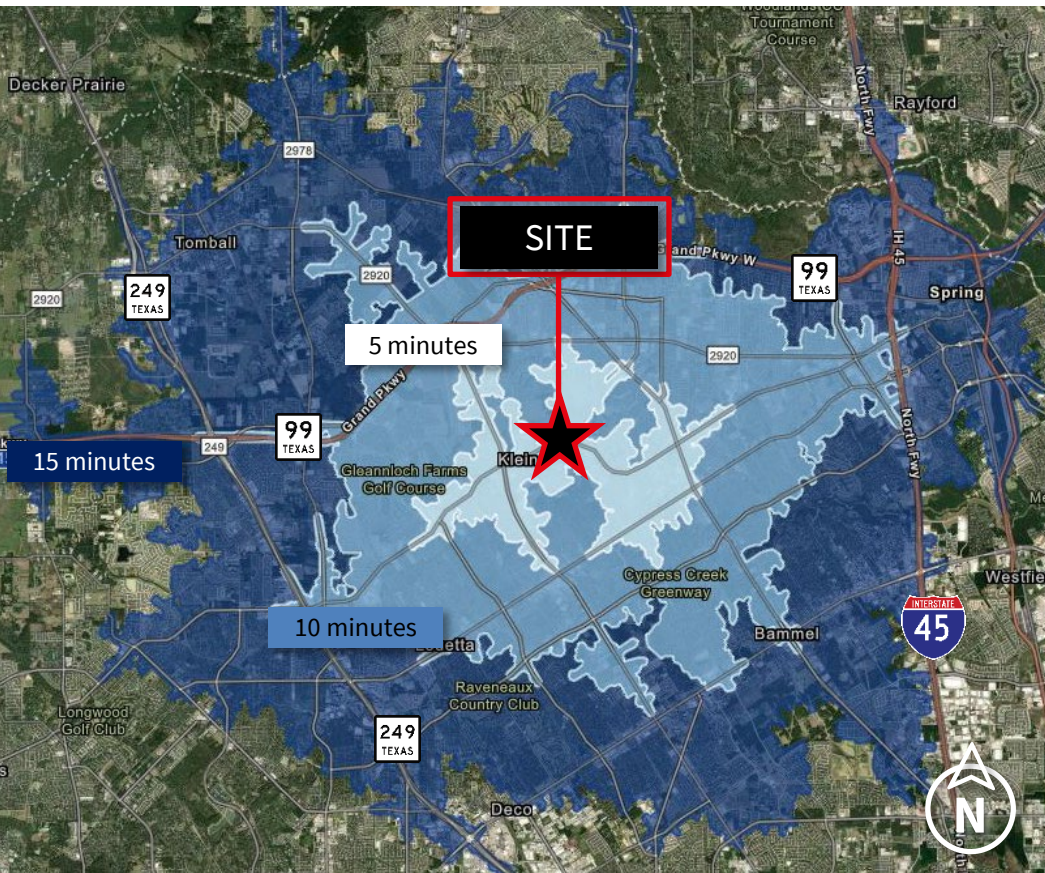 Woodlands CC
Tournament
Course
Decker Prairie
North Fwy
Rayford
2978
SITE
Tomball
Grand Pkwy W
IH 45
2920
99
TEXAS
249
TEXAS
2920
Spring
5 minutes
2920
Grand Pkwy
99
TEXAS
249
15 minutes
Klein
Gleannloch Farms
Golf Course
North Fwy
Cypress Creek
Greenway
Westfie
INTERSTATE
45
10 minutes
Bammel
Raveneaux
Country Club
Longwood
Golf Club
249
TEXAS
s
Deco
N
North